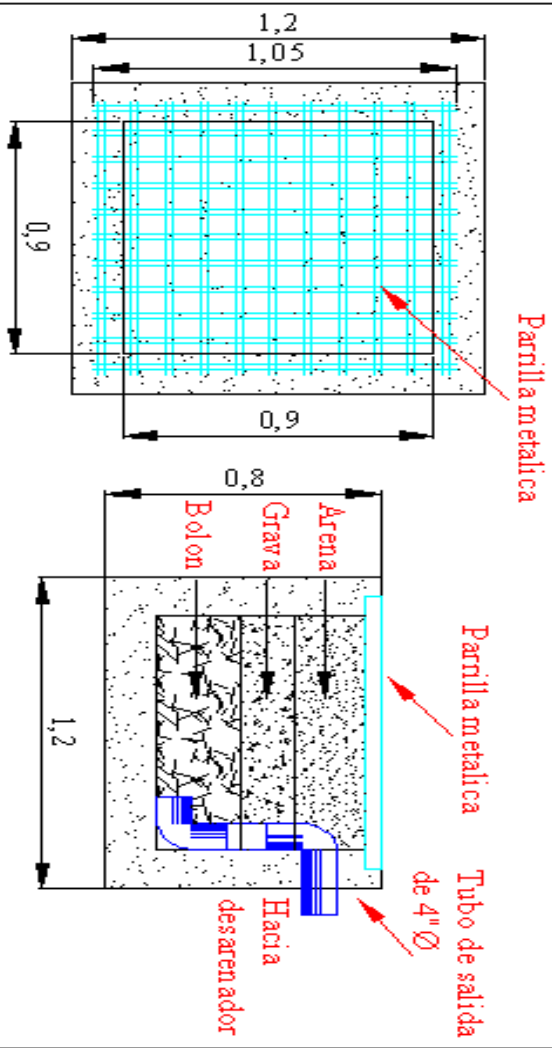 1,2
1,05
0,9
0,9
Parrilla metalica
0,8
Arena
Grava
Bolon
1,2
Parrilla metalica
Tubo de salida
de 4"Ø
Hacia
desarenador